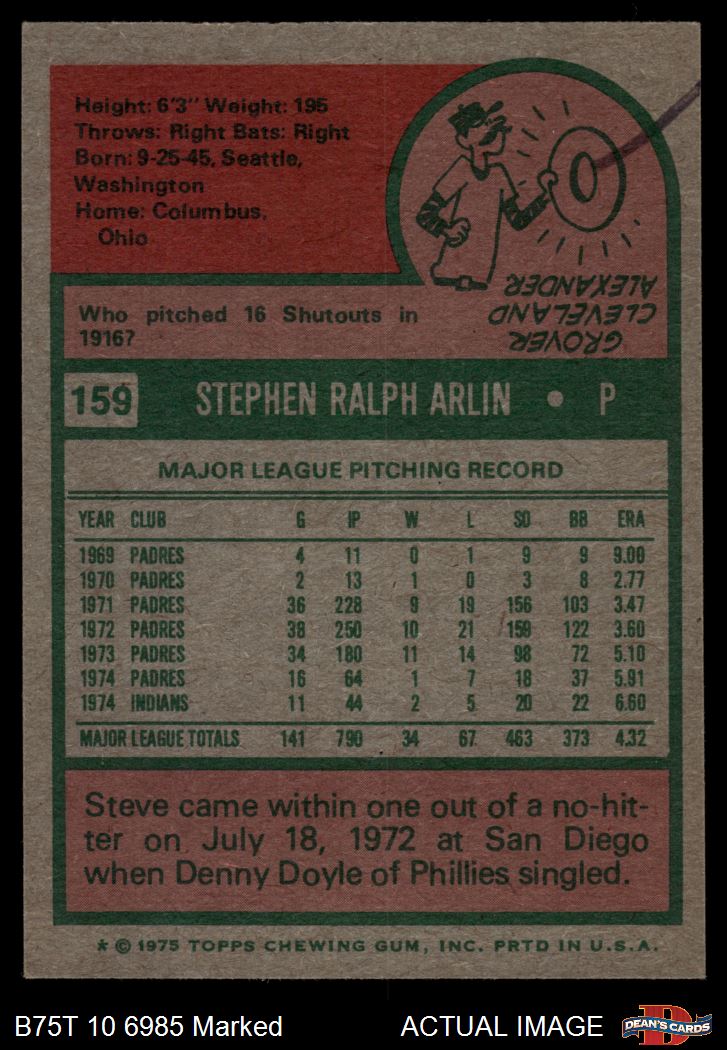 Height: 6'3" Weight: 195
Throws: Right Bats: Right
Born: 9-25-45, Seattle,
Washington
Home: Columbus,
Ohio
Who pitched 16 Shutouts in
1916?
GROVER
CLEVELAND
ALEXANDER
159 STEPHEN RALPH ARLIN • P
MAJOR LEAGUE PITCHING RECORD
YEAR CLUB G IP W L SO BB ERA
1969 PADRES 4 11 0 1 9 9 9.00
1970 PADRES 2 13 1 0 3 8 2.77
1971 PADRES 36 228 9 19 156 103 3.47
1972 PADRES 38 250 10 21 159 122 3.60
1973 PADRES 34 180 11 14 98 72 5.10
1974 PADRES 16 64 1 7 18 37 5.91
1974 INDIANS 11 44 2 5 20 22 6.60
MAJOR LEAGUE TOTALS 141 790 34 67 463 373 4.32
Steve came within one out of a no-hit-
ter on July 18, 1972 at San Diego
when Denny Doyle of Phillies singled.
* © 1975 TOPPS CHEWING GUM, INC. PRTD IN U.S.A.
B75T 10 6985 Marked ACTUAL IMAGE D DEAN'S CARDS